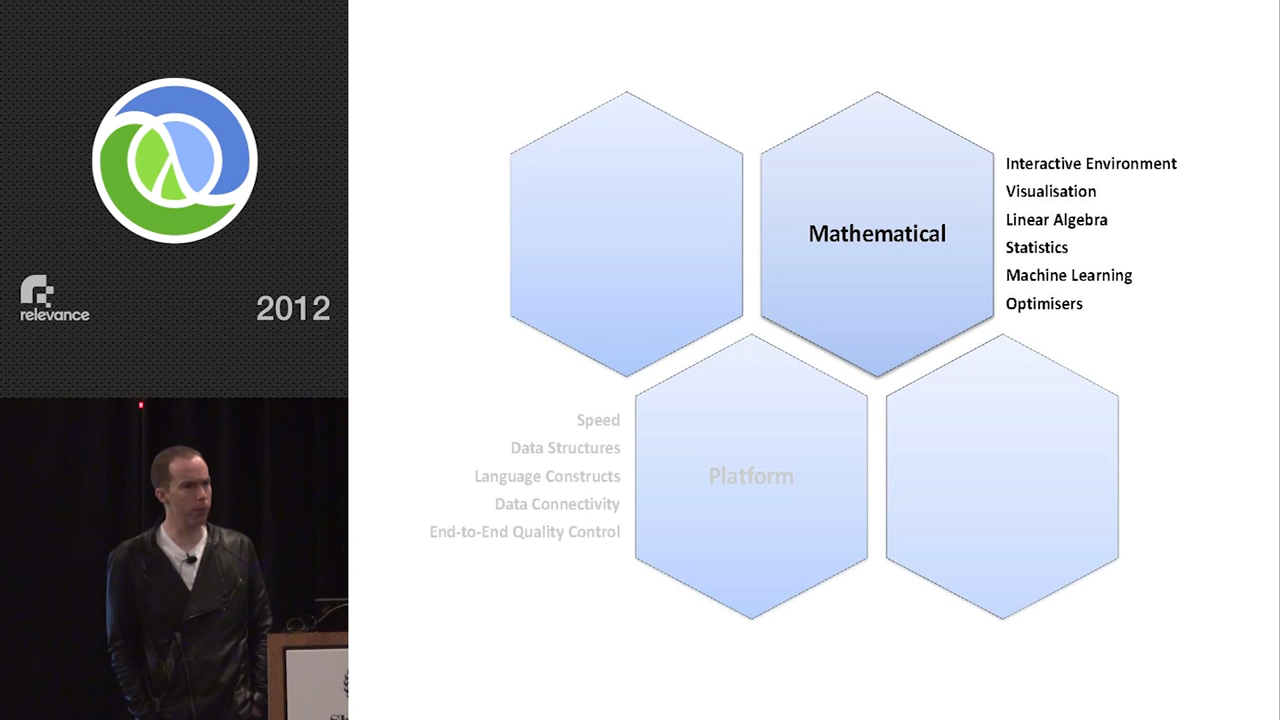 relevance
2012
Mathematical
Interactive Environment
Visualisation
Linear Algebra
Statistics
Machine Learning
Optimisers
Speed
Data Structures
Language Constructs
Data Connectivity
End-to-End Quality Control
Platform